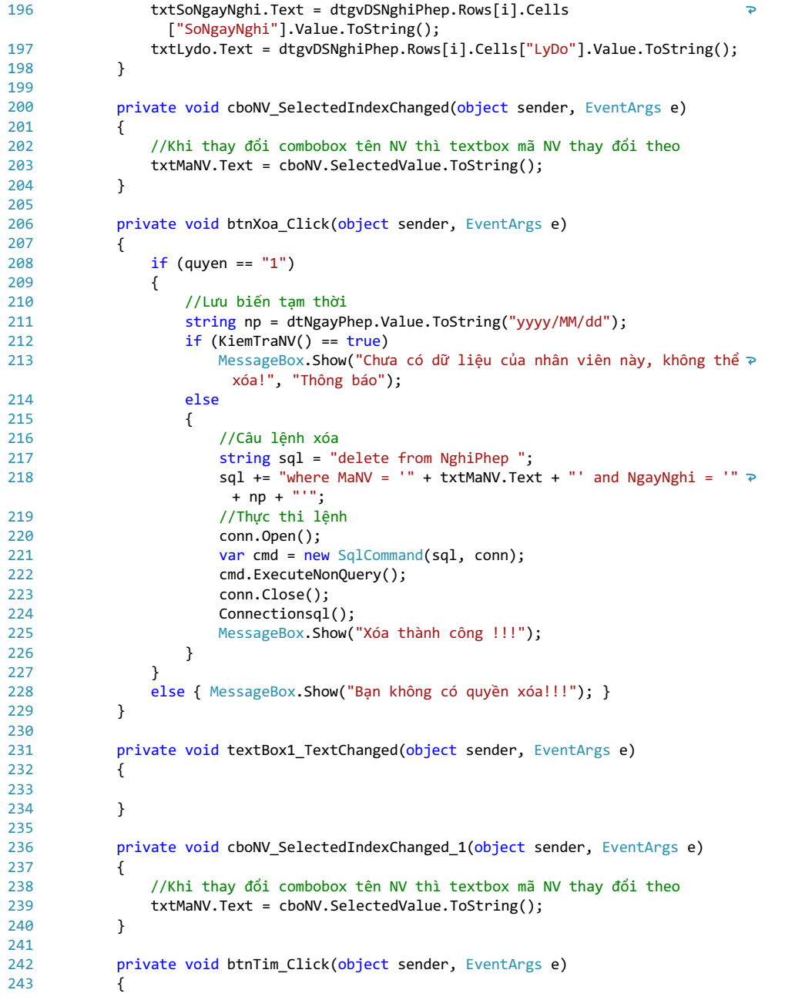 196 txtSoNgayNghi.Text = dtgvDSNghiPhep.Rows[i].Cells
["SoNgayNghi"].Value.ToString();
197 txtLydo.Text = dtgvDSNghiPhep.Rows[i].Cells["LyDo"].Value.ToString();
198 }
199
200 private void cboNV_SelectedIndexChanged(object sender, EventArgs e)
201 {
202 //Khi thay đổi combobox tên NV thì textbox mã NV thay đổi theo
203 txtMaNV.Text = cboNV.SelectedValue.ToString();
204 }
205
206 private void btnXoa_Click(object sender, EventArgs e)
207 {
208 if (quyen == "1")
209 {
210 //Lưu biến tạm thời
211 string np = dtNgayPhep.Value.ToString("yyyy/MM/dd");
212 if (KiemTraNV() == true)
213 MessageBox.Show("Chưa có dữ liệu của nhân viên này, không thể
xóa!", "Thông báo");
214 else
215 {
216 //Câu lệnh xóa
217 string sql = "delete from NghiPhep ";
218 sql += "where MaNV = '" + txtMaNV.Text + "' and NgayNghi = '"
+ np + "'";
219 //Thực thi lệnh
220 conn.Open();
221 var cmd = new SqlCommand(sql, conn);
222 cmd.ExecuteNonQuery();
223 conn.Close();
224 Connectionsql();
225 MessageBox.Show("Xóa thành công !!!");
226 }
227 }
228 else { MessageBox.Show("Bạn không có quyền xóa!!!"); }
229 }
230
231 private void textBox1_TextChanged(object sender, EventArgs e)
232 {
233
234 }
235
236 private void cboNV_SelectedIndexChanged_1(object sender, EventArgs e)
237 {
238 //Khi thay đổi combobox tên NV thì textbox mã NV thay đổi theo
239 txtMaNV.Text = cboNV.SelectedValue.ToString();
240 }
241
242 private void btnTim_Click(object sender, EventArgs e)
243 {